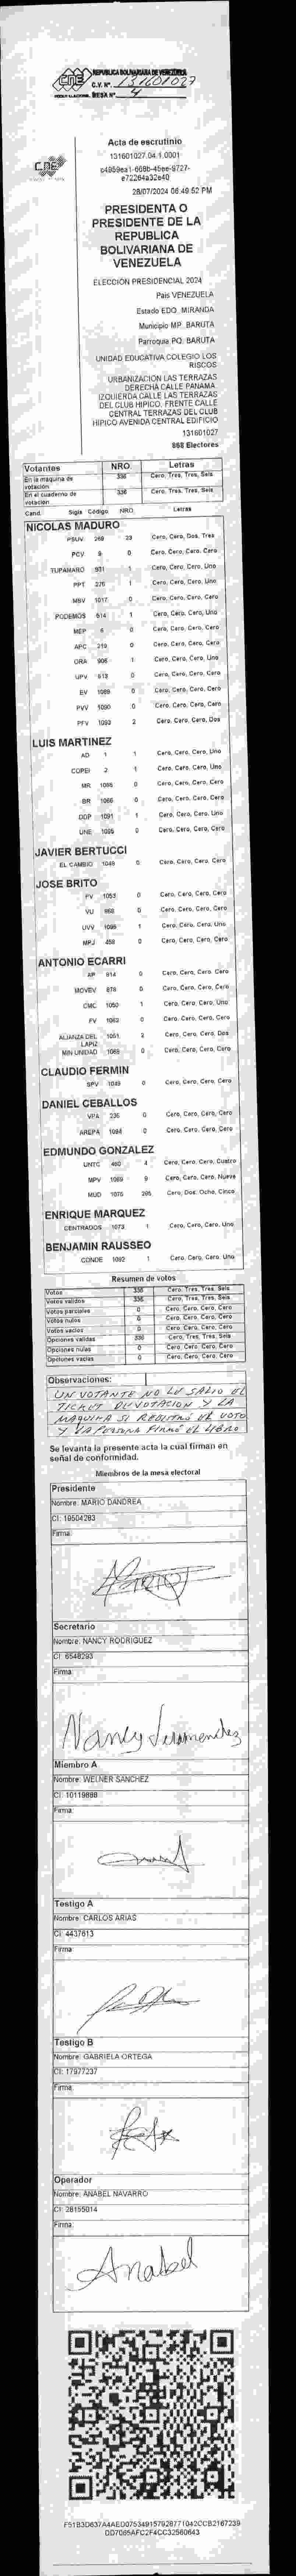 REPUBLICA BOLIVARIANA DE VENEZUELA
C.V. Nº. 131601027
MESA Nº. 4
CNE
Acta de escrutinio
131601027.04.1.0001
28/07/2024 06:49:52 PM
PRESIDENTA O
PRESIDENTE DE LA
REPUBLICA
BOLIVARIANA DE
VENEZUELA
ELECCIÓN PRESIDENCIAL 2024
Pais VENEZUELA
Estado EDO. MIRANDA
Municipio MP. BARUTA
Parroquia PQ. BARUTA
UNIDAD EDUCATIVA COLEGIO LOS
RISCOS
URBANIZACIÓN LAS TERRAZAS
DERECHA CALLE PANAMA
IZQUIERDA CALLE LAS TERRAZAS
DEL CLUB HIPICO. FRENTE CALLE
CENTRAL TERRAZAS DEL CLUB
HIPICO AVENIDA CENTRAL EDIFICIO
131601027
868 Electores
Votantes NRO. Letras
En la maquina de votación 336 Cero, Tres, Tres, Seis
En el cuaderno de votacion 336 Cero, Tres, Tres, Seis
Cand. Sigla Código NRO. Letras
NICOLAS MADURO
PSUV 269 23 Cero, Cero, Dos, Tres
PCV 9 0 Cero, Cero, Cero, Cero
TUPAMARO 931 1 Cero, Cero, Cero, Uno
PPT 276 1 Cero, Cero, Cero, Uno
MSV 1017 0 Cero, Cero, Cero, Cero
PODEMOS 614 1 Cero, Cero, Cero, Uno
MEP 6 0 Cero, Cero, Cero, Cero
APC 219 0 Cero, Cero, Cero, Cero
ORA 906 1 Cero, Cero, Cero, Uno
UPV 613 0 Cero, Cero, Cero, Cero
EV 1089 0 Cero, Cero, Cero, Cero
PVV 1090 0 Cero, Cero, Cero, Cero
PFV 1093 2 Cero, Cero, Cero, Dos
LUIS MARTINEZ
AD 1 1 Cero, Cero, Cero, Uno
COPEI 2 1 Cero, Cero, Cero, Uno
MR 1088 0 Cero, Cero, Cero, Cero
BR 1066 0 Cero, Cero, Cero, Cero
DDP 1091 1 Cero, Cero, Cero, Uno
UNE 1095 0 Cero, Cero, Cero, Cero
JAVIER BERTUCCI
EL CAMBIO 1049 0 Cero, Cero, Cero, Cero
JOSE BRITO
PV 1053 0 Cero, Cero, Cero, Cero
VU 868 0 Cero, Cero, Cero, Cero
UVV 1096 1 Cero, Cero, Cero, Uno
MPJ 458 0 Cero, Cero, Cero, Cero
ANTONIO ECARRI
AP 814 0 Cero, Cero, Cero, Cero
MOVEV 878 0 Cero, Cero, Cero, Cero
CMC 1050 1 Cero, Cero, Cero, Uno
FV 1062 0 Cero, Cero, Cero, Cero
ALIANZA DEL LAPIZ 1051 2 Cero, Cero, Cero, Dos
MIN UNIDAD 1068 0 Cero, Cero, Cero, Cero
CLAUDIO FERMIN
SPV 1049 0 Cero, Cero, Cero, Cero
DANIEL CEBALLOS
VPA 236 0 Cero, Cero, Cero, Cero
AREPA 1094 0 Cero, Cero, Cero, Cero
EDMUNDO GONZALEZ
UNTC 460 4 Cero, Cero, Cero, Cuatro
MPV 1069 9 Cero, Cero, Cero, Nueve
MUD 1075 285 Cero, Dos, Ocho, Cinco
ENRIQUE MARQUEZ
CENTRADOS 1073 1 Cero, Cero, Cero, Uno
BENJAMIN RAUSSEO
CONDE 1092 1 Cero, Cero, Cero, Uno
Resumen de votos
Votos 336 Cero, Tres, Tres, Seis
Votos validos 336 Cero, Tres, Tres, Seis
Votos parciales 0 Cero, Cero, Cero, Cero
Votos nulos 0 Cero, Cero, Cero, Cero
Votos vacios 0 Cero, Cero, Cero, Cero
Opciones validas 336 Cero, Tres, Tres, Seis
Opciones nulas 0 Cero, Cero, Cero, Cero
Opciones vacias 0 Cero, Cero, Cero, Cero
Observaciones:
UN VOTANTE NO LE SALIO EL
TICKET DE VOTACION Y LA
MAQUINA SI REGISTRO EL VOTO
Y LA PERSONA FIRMÓ EL LIBRO
Se levanta la presente acta la cual firman en
señal de conformidad.
Miembros de la mesa electoral
Presidente
Nombre: MARIO DANDREA
CI: 10504283
Firma:
Secretario
Nombre: NANCY RODRIGUEZ
CI: 6548293
Firma:
Nancy
Miembro A
Nombre: WELNER SANCHEZ
CI: 10119888
Firma:
Testigo A
Nombre: CARLOS ARIAS
CI: 4437613
Firma:
Testigo B
Nombre: GABRIELA ORTEGA
CI: 17977237
Firma:
Operador
Nombre: ANABEL NAVARRO
CI: 28155014
Firma:
Anabel